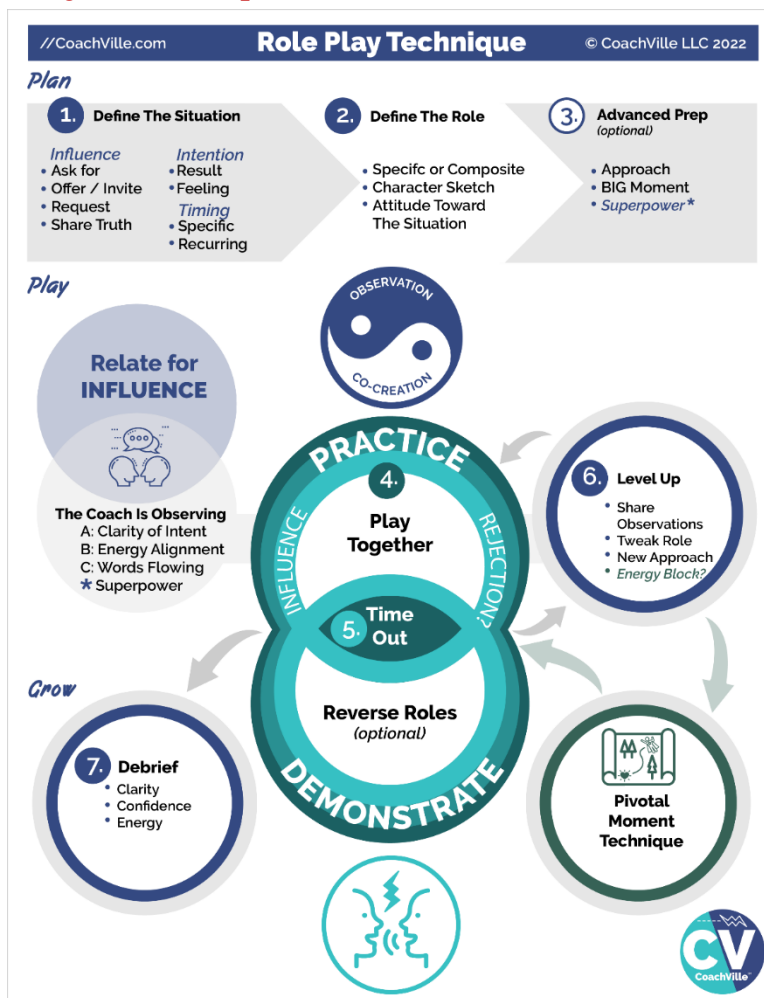 //CoachVille.com
Role Play Technique
© CoachVille LLC 2022
Plan
1.
Define The Situation
Influence
• Ask for
• Offer / Invite
• Request
• Share Truth
Intention
• Result
• Feeling
Timing
• Specific
• Recurring
2.
Define The Role
• Specifc or Composite
• Character Sketch
• Attitude Toward
The Situation
3.
Advanced Prep
(optional)
• Approach
• BIG Moment
• Superpower*
Play
OBSERVATION
CO-CREATION
Relate for
INFLUENCE
The Coach Is Observing
A: Clarity of Intent
B: Energy Alignment
C: Words Flowing
* Superpower
PRACTICE
4.
INFLUENCE
REJECTION?
Play
Together
5.
Time
Out
Reverse Roles
(optional)
DEMONSTRATE
6.
Level Up
• Share
Observations
• Tweak Role
• New Approach
• Energy Block?
Grow
7.
Debrief
• Clarity
• Confidence
• Energy
Pivotal
Moment
Technique
CV
CoachVille